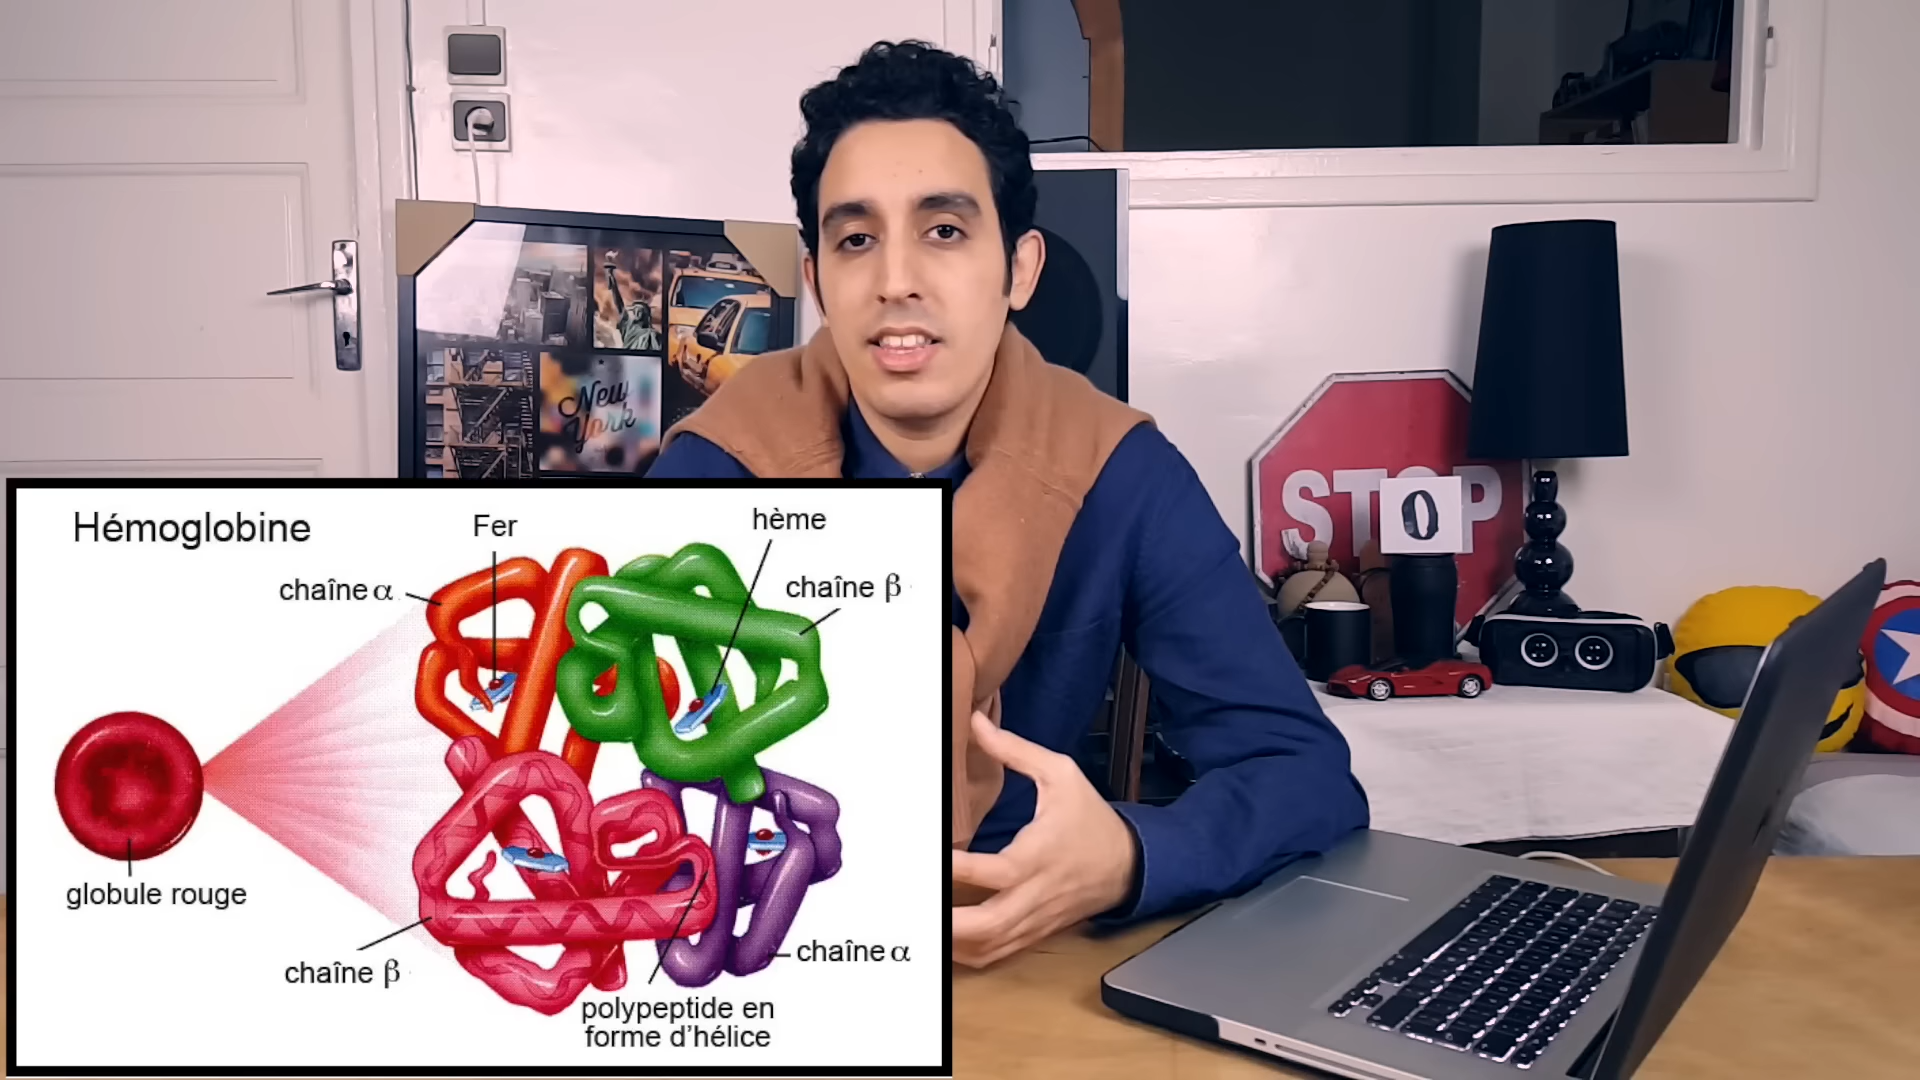 New
York
STOP
0
Hémoglobine
Fer
hème
chaîne α
chaîne β
globule rouge
chaîne β
chaîne α
polypeptide en
forme d'hélice